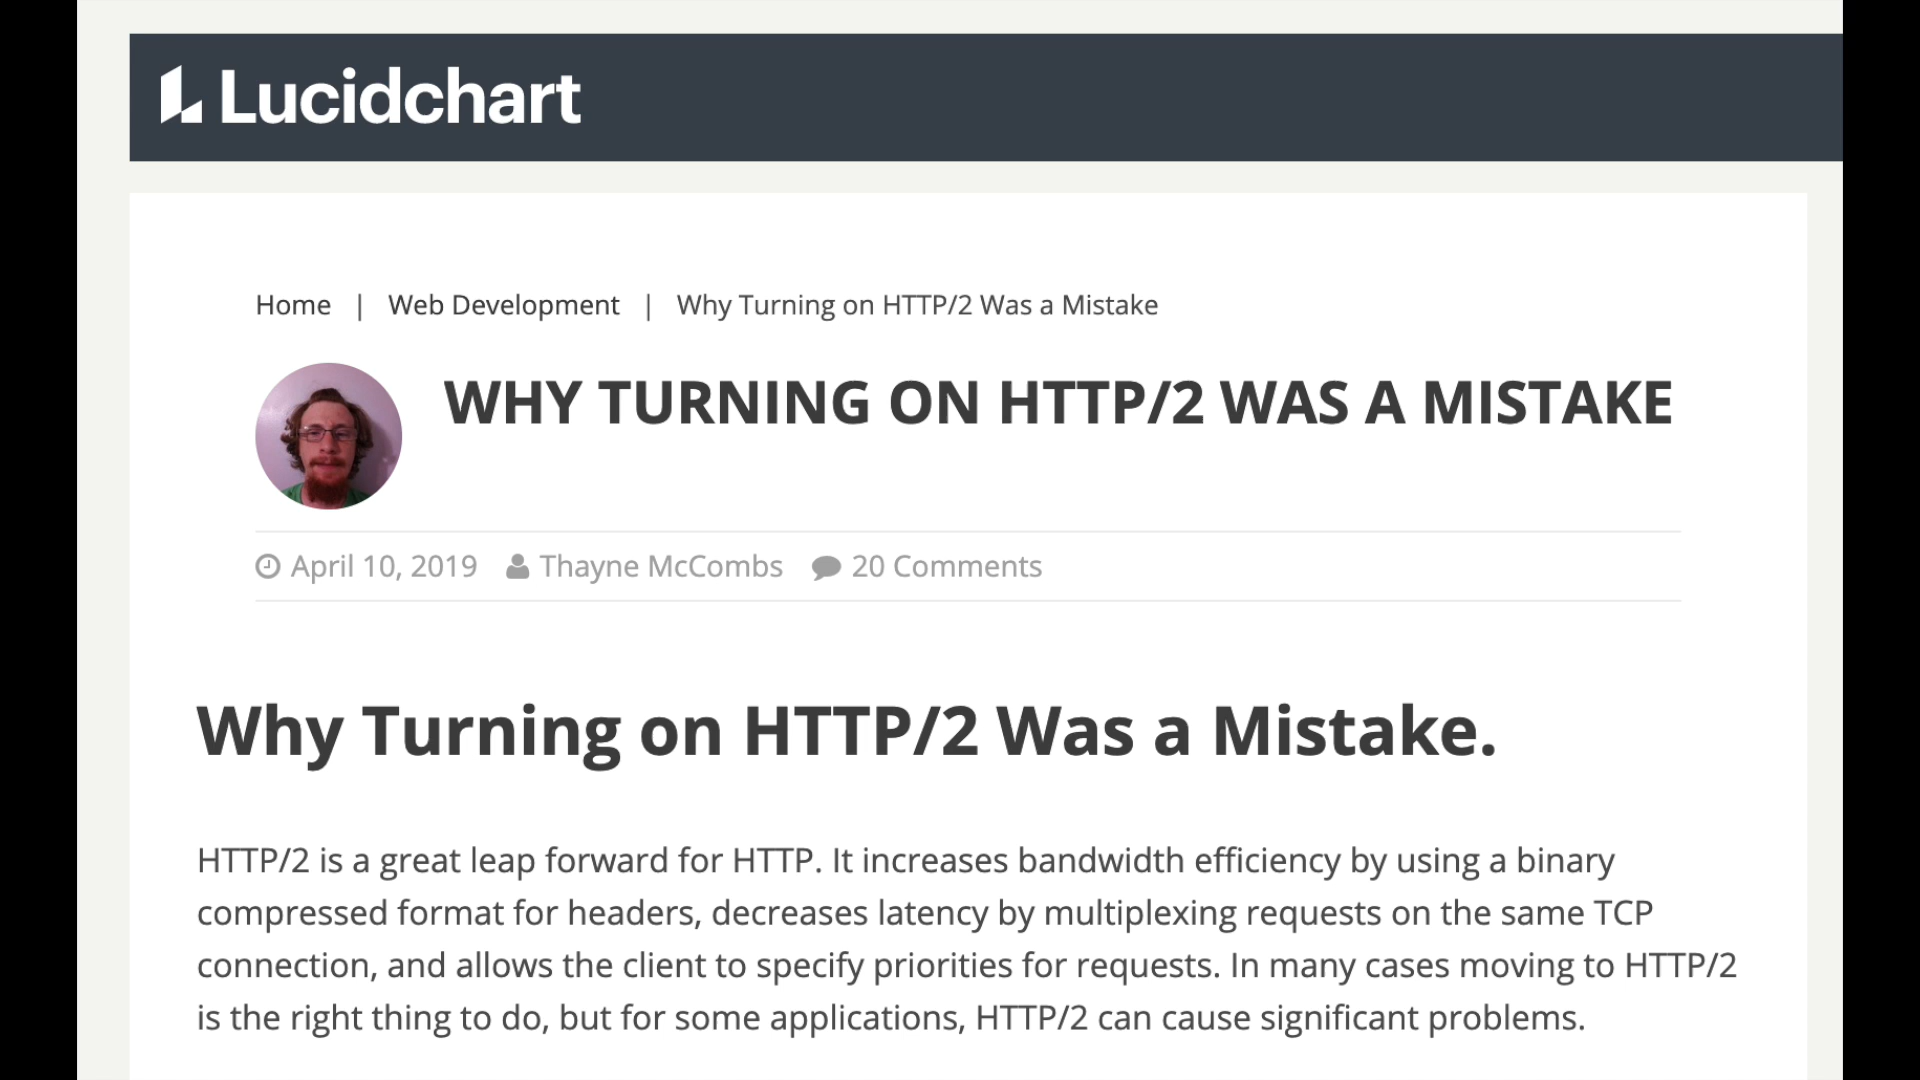 Lucidchart
Home | Web Development | Why Turning on HTTP/2 Was a Mistake
WHY TURNING ON HTTP/2 WAS A MISTAKE
April 10, 2019 Thayne McCombs 20 Comments
Why Turning on HTTP/2 Was a Mistake.
HTTP/2 is a great leap forward for HTTP. It increases bandwidth efficiency by using a binary
compressed format for headers, decreases latency by multiplexing requests on the same TCP
connection, and allows the client to specify priorities for requests. In many cases moving to HTTP/2
is the right thing to do, but for some applications, HTTP/2 can cause significant problems.